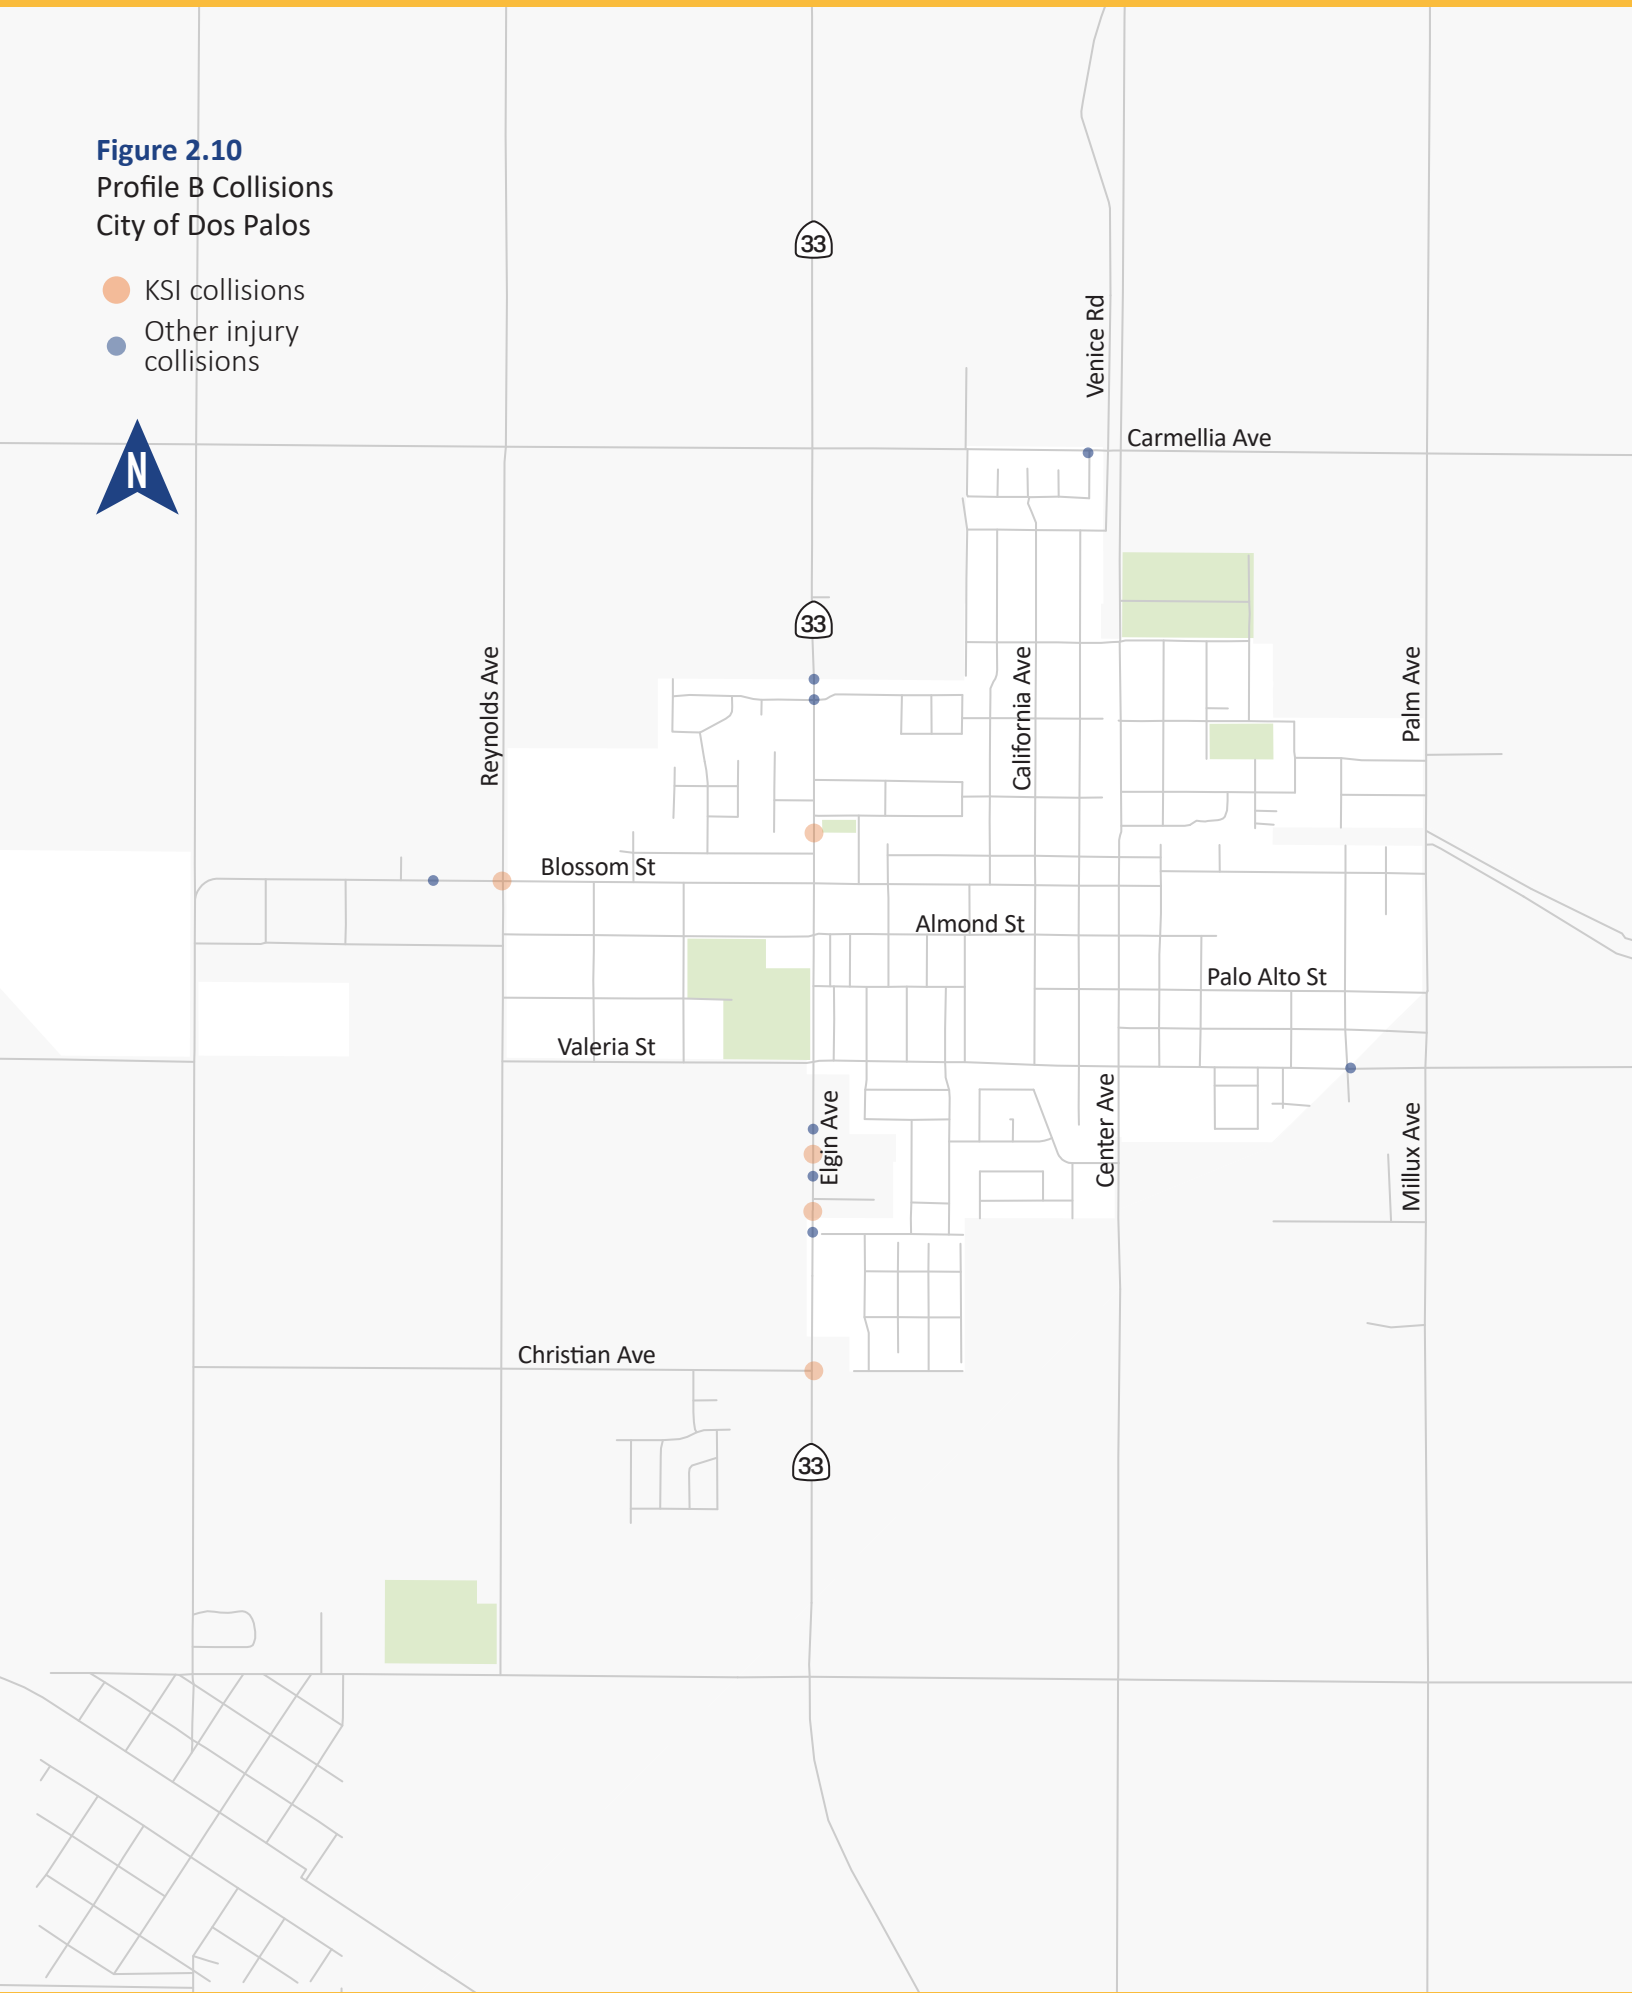 Figure 2.10
Profile B Collisions
City of Dos Palos
KSI collisions
Other injury
collisions
N
33
Venice Rd
Carmellia Ave
33
Reynolds Ave
California Ave
Palm Ave
Blossom St
Almond St
Palo Alto St
Valeria St
Elgin Ave
Center Ave
Millux Ave
Christian Ave
33